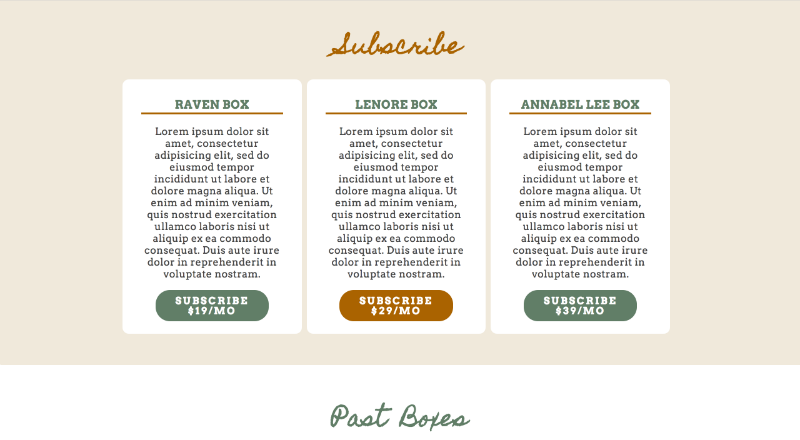 Subscribe
RAVEN BOX
Lorem ipsum dolor sit
amet, consectetur
adipisicing elit, sed do
eiusmod tempor
incididunt ut labore et
dolore magna aliqua. Ut
enim ad minim veniam,
quis nostrud exercitation
ullamco laboris nisi ut
aliquip ex ea commodo
consequat. Duis aute irure
dolor in reprehenderit in
voluptate nostram.
SUBSCRIBE
$19/MO
LENORE BOX
Lorem ipsum dolor sit
amet, consectetur
adipisicing elit, sed do
eiusmod tempor
incididunt ut labore et
dolore magna aliqua. Ut
enim ad minim veniam,
quis nostrud exercitation
ullamco laboris nisi ut
aliquip ex ea commodo
consequat. Duis aute irure
dolor in reprehenderit in
voluptate nostram.
SUBSCRIBE
$29/MO
ANNABEL LEE BOX
Lorem ipsum dolor sit
amet, consectetur
adipisicing elit, sed do
eiusmod tempor
incididunt ut labore et
dolore magna aliqua. Ut
enim ad minim veniam,
quis nostrud exercitation
ullamco laboris nisi ut
aliquip ex ea commodo
consequat. Duis aute irure
dolor in reprehenderit in
voluptate nostram.
SUBSCRIBE
$39/MO
Past Boxes